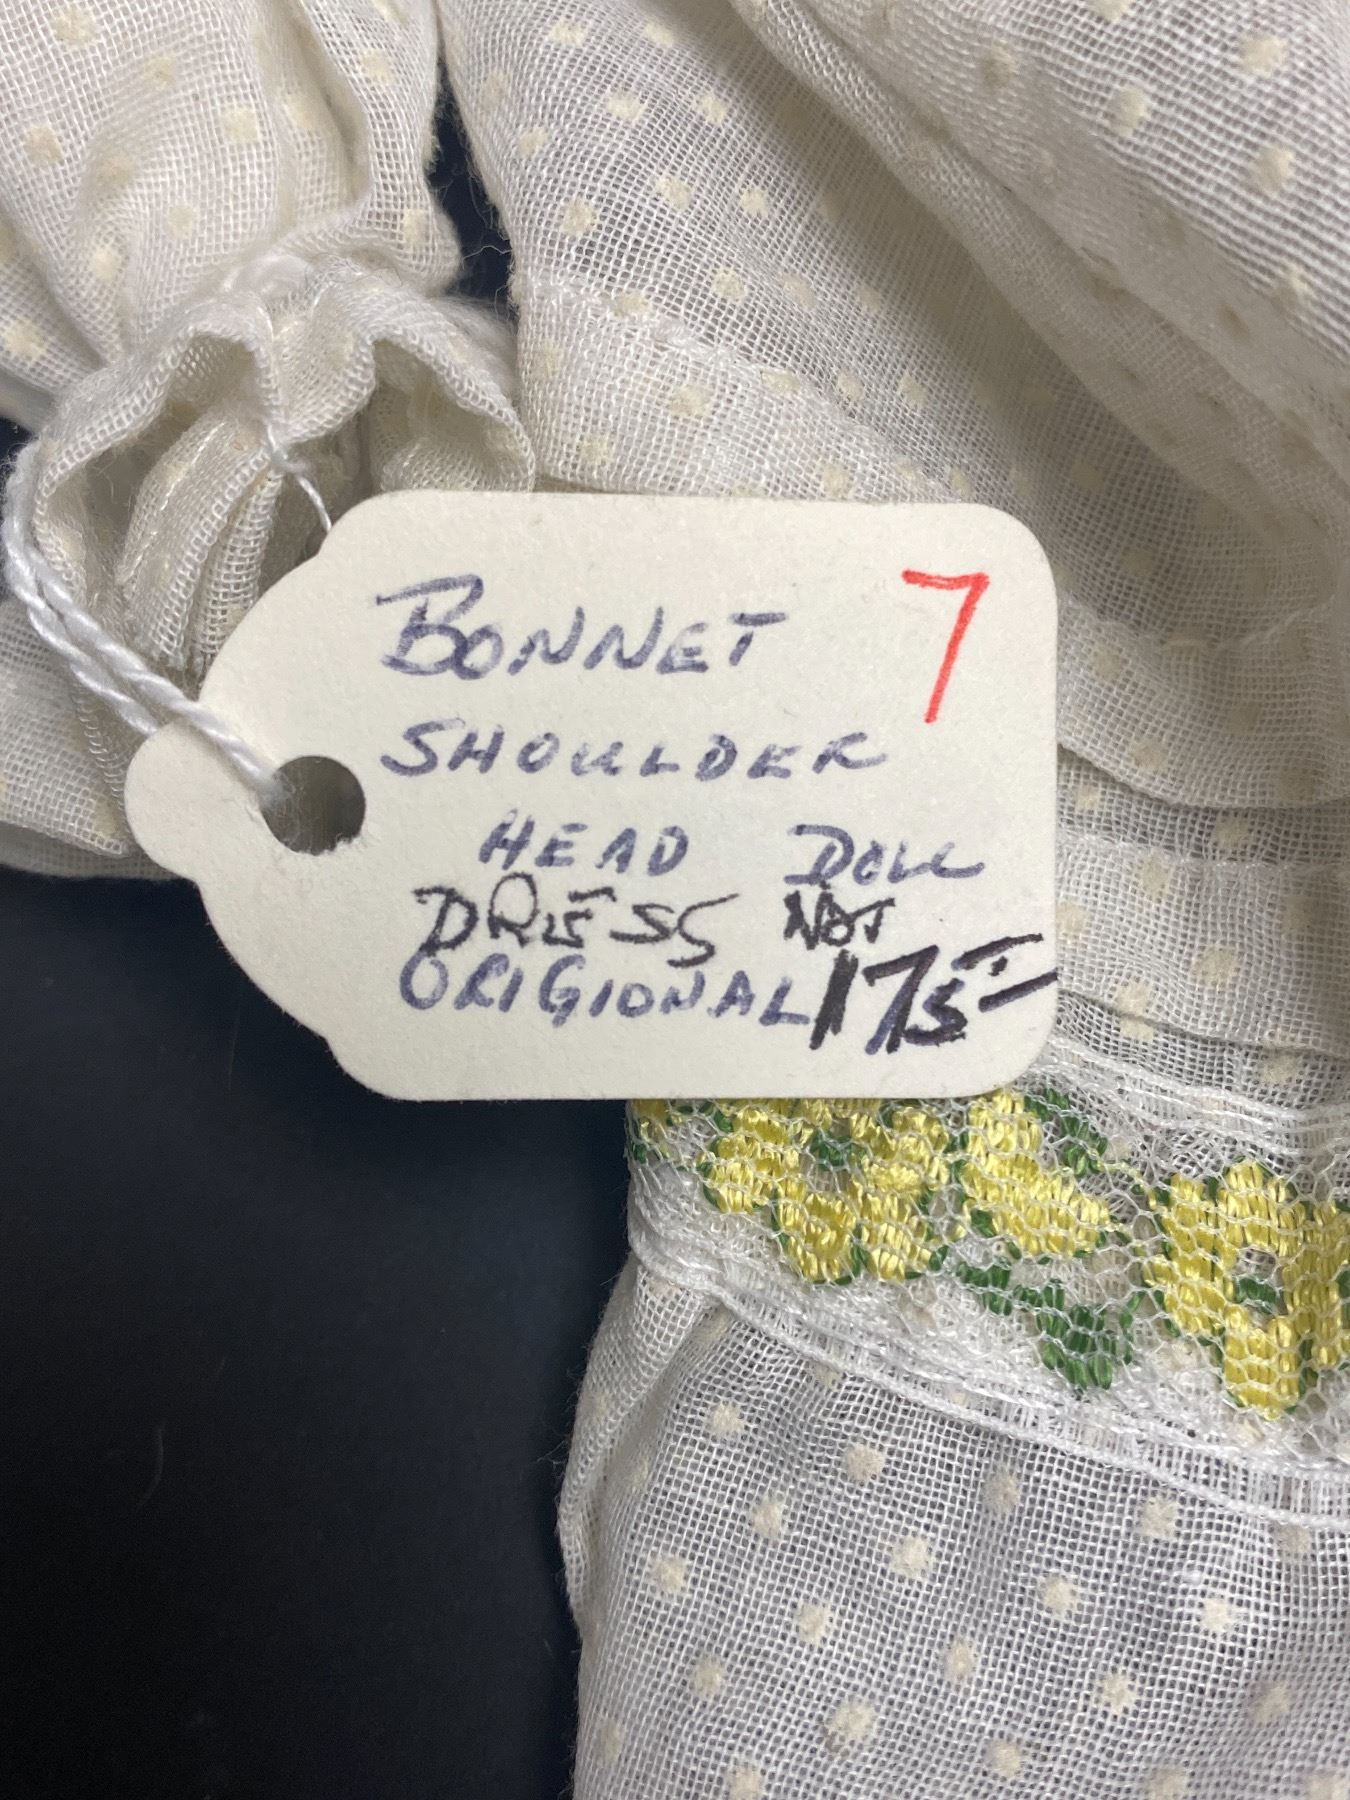 BONNET 7
SHOULDER
HEAD DOLL
DRESS NOT
ORIGIONAL 175-